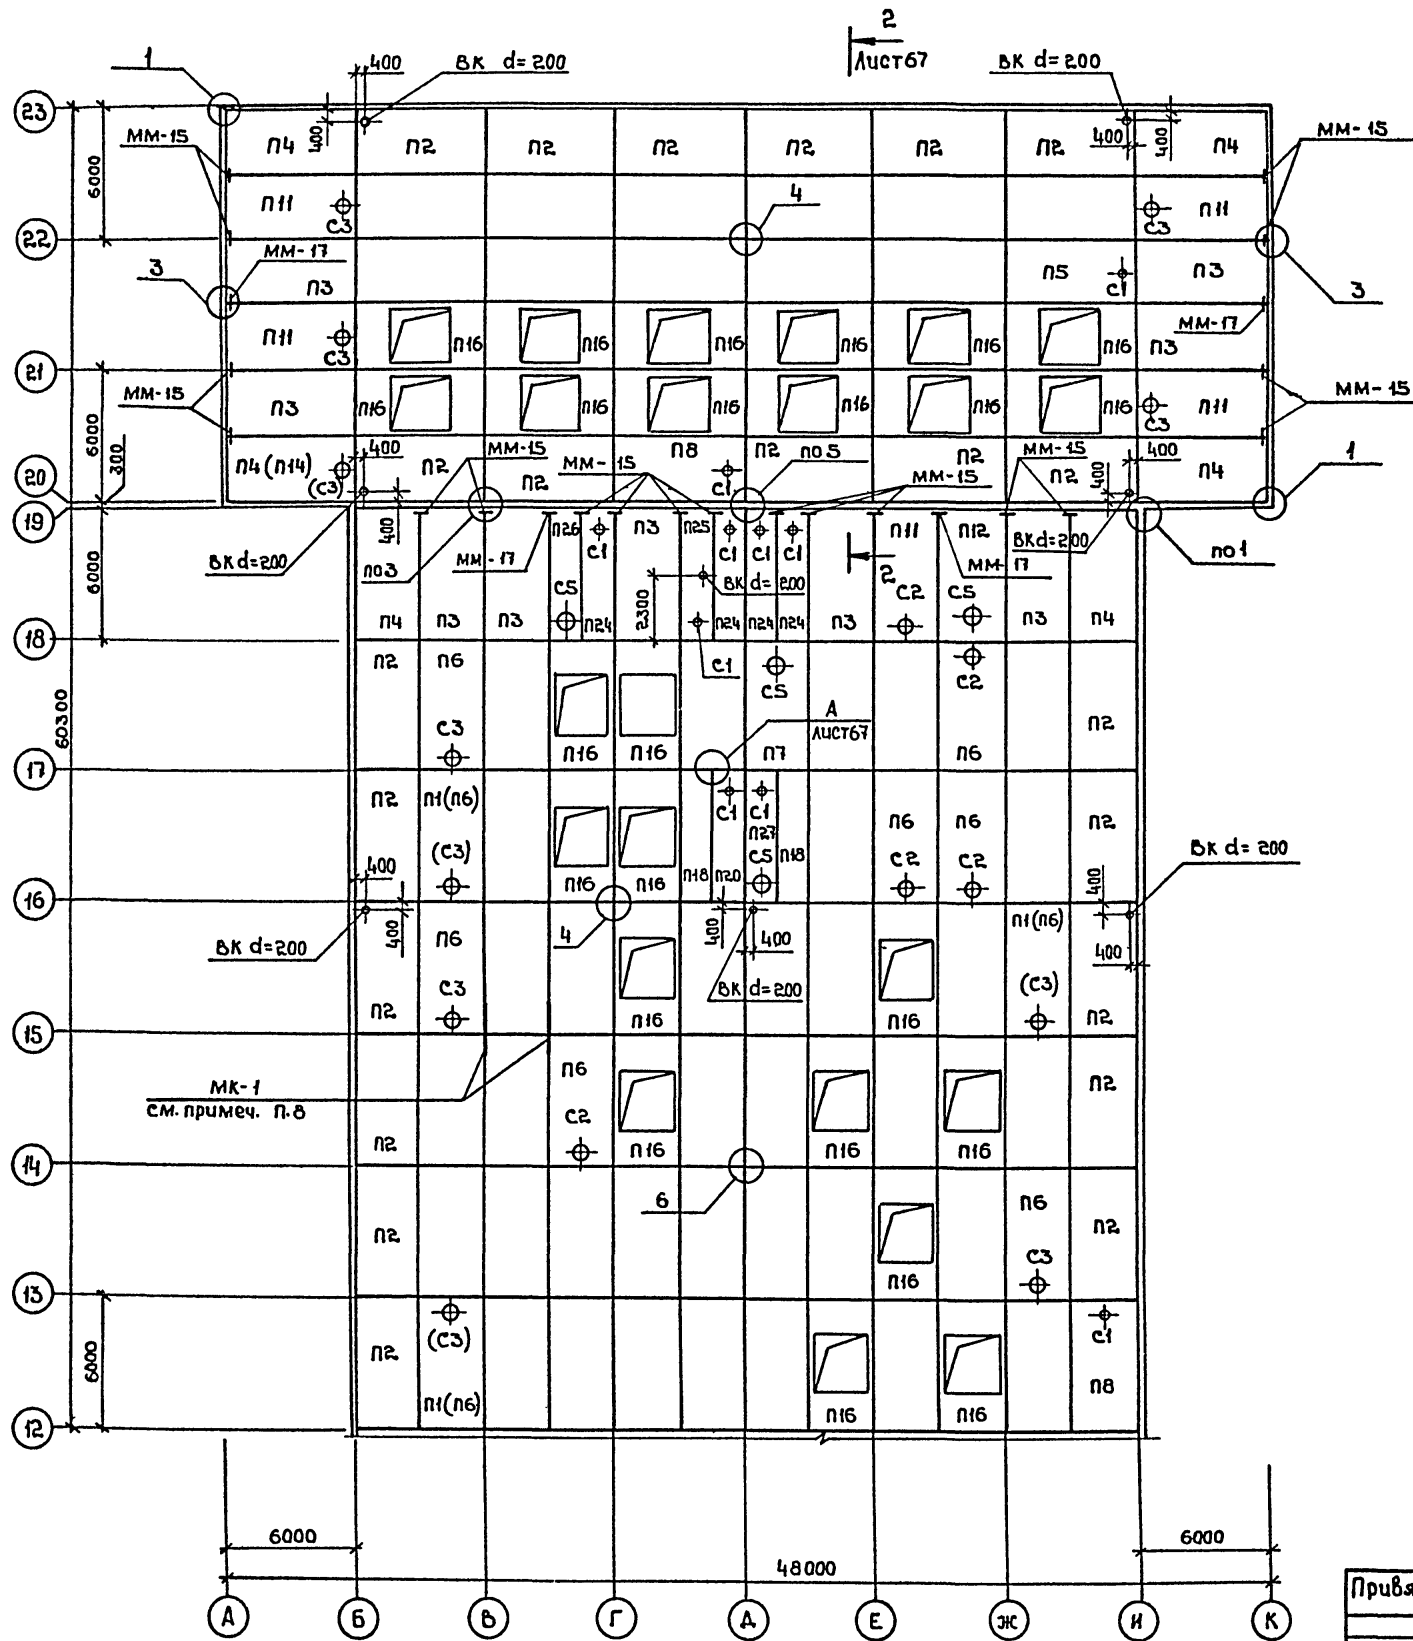 2
Лист67
1
400
ВК d=200
ВК d=200
23
ММ-15
П4
400
П2
П2
П2
П2
П2
П2
400
400
П4
ММ-15
6000
П11
С3
4
С3
П11
22
ММ-17
3
П3
П5
С1
П3
3
П11
С3
П16
П16
П16
П16
П16
П16
П3
ММ-17
21
ММ-15
П3
П16
П16
П16
П16
П16
П16
С3
П11
ММ-15
6000
300
П4(П14)
(С3)
400
П2
ММ-15
П2
ММ-15
П8
С1
П2
по5
П2
ММ-15
ММ-15
П2
400
400
П4
1
20
19
ВКd=200
400
по3
ММ-17
П26
С1
П3
П25
С1
С1
С1
2
П11
П12
ВКd=200
ММ-17
по1
6000
С5
2300
ВК d=200
С2
С5
П4
П3
П3
П24
С1
П24
П24
П24
П3
П3
П4
18
П2
П6
С5
С2
60300
С3
П16
П16
А
Лист67
П7
П6
П2
17
П2
П1(П6)
С1
С1
П27
П6
П6
П2
400
(С3)
П16
П16
П18
П20
С5
П18
С2
С2
400
ВК d=200
16
400
П6
4
400
400
П1(П6)
400
ВК d=200
С3
ВК d=200
(С3)
П2
П16
П16
П2
15
МК-1
см. примеч. п.8
П6
С2
П2
П2
П16
П16
П16
14
6
П6
П2
П2
С3
П16
13
(С3)
С1
П2
6000
П1(П6)
П8
П16
П16
12
6000
6000
48000
А
Б
В
Г
Д
Е
Ж
И
К
Привя